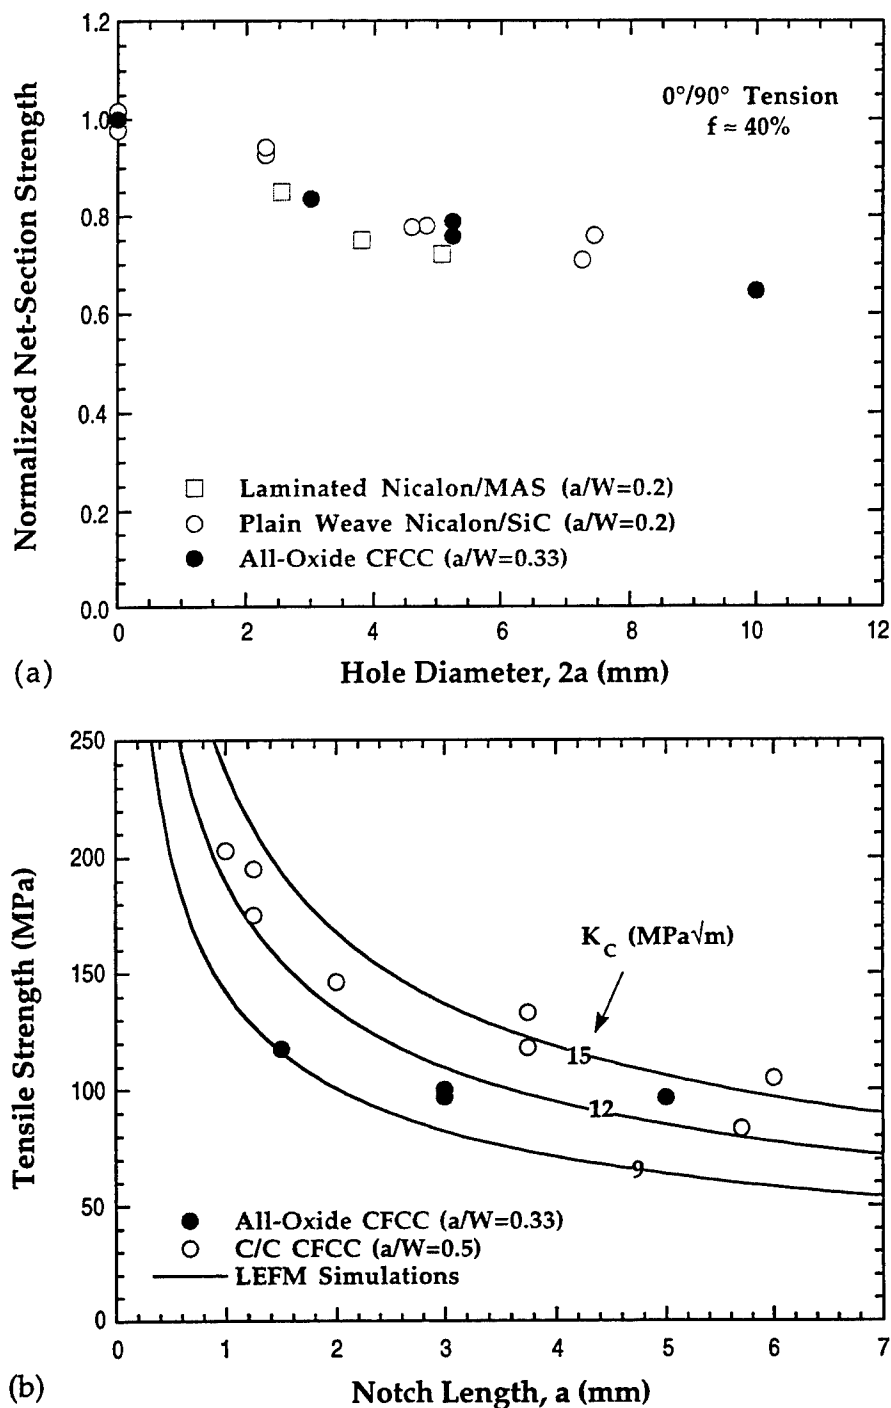 1.2
1.0
0.8
0.6
0.4
0.2
0.0
Normalized Net-Section Strength
0°/90° Tension
f ≈ 40%
Laminated Nicalon/MAS (a/W=0.2)
Plain Weave Nicalon/SiC (a/W=0.2)
All-Oxide CFCC (a/W=0.33)
0 2 4 6 8 10 12
(a)
Hole Diameter, 2a (mm)
250
200
150
100
50
0
Tensile Strength (MPa)
K_C (MPa√m)
15
12
9
All-Oxide CFCC (a/W=0.33)
C/C CFCC (a/W=0.5)
LEFM Simulations
0 1 2 3 4 5 6 7
(b)
Notch Length, a (mm)